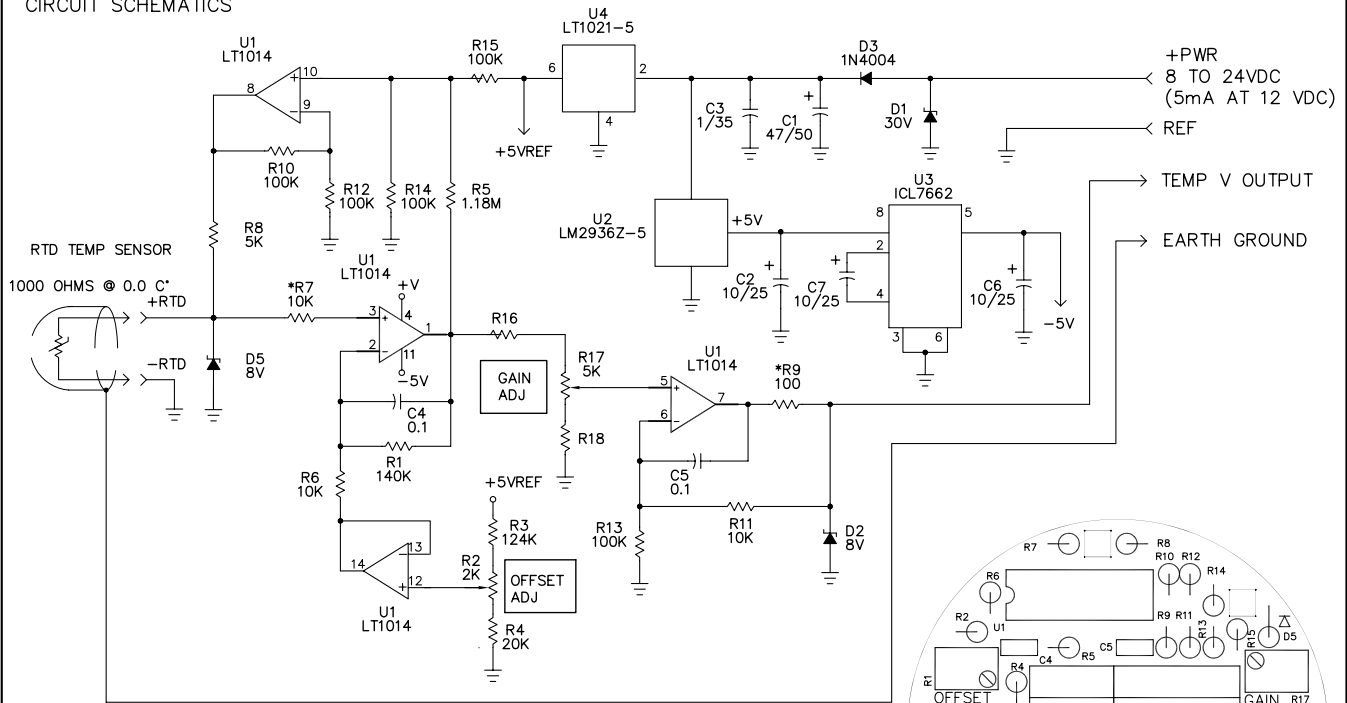 CIRCUIT SCHEMATICS
U4
LT1021-5
6
2
4
R15
100K
+5VREF
U1
LT1014
10
9
8
R10
100K
R12
100K
R14
100K
R5
1.18M
R8
5K
C3
1/35
+
C1
47/50
D3
1N4004
D1
30V
+PWR
8 TO 24VDC
(5mA AT 12 VDC)
REF
TEMP V OUTPUT
EARTH GROUND
U2
LM2936Z-5
+5V
+
C2
10/25
+
C7
10/25
U3
ICL7662
8
2
4
3
6
5
+
C6
10/25
-5V
RTD TEMP SENSOR
1000 OHMS @ 0.0 C°
+RTD
-RTD
D5
8V
*R7
10K
U1
LT1014
+V
3
4
2
1
11
-5V
C4
0.1
R1
140K
R6
10K
R16
GAIN
ADJ
R17
5K
R18
U1
LT1014
5
6
7
*R9
100
C5
0.1
R13
100K
R11
10K
D2
8V
+5VREF
R3
124K
R2
2K
OFFSET
ADJ
R4
20K
14
13
12
U1
LT1014
R7
R8
R10
R12
R14
R6
R2
U1
R9
R11
R13
R15
D5
C4
R5
C5
R1
R4
OFFSET
GAIN
R17